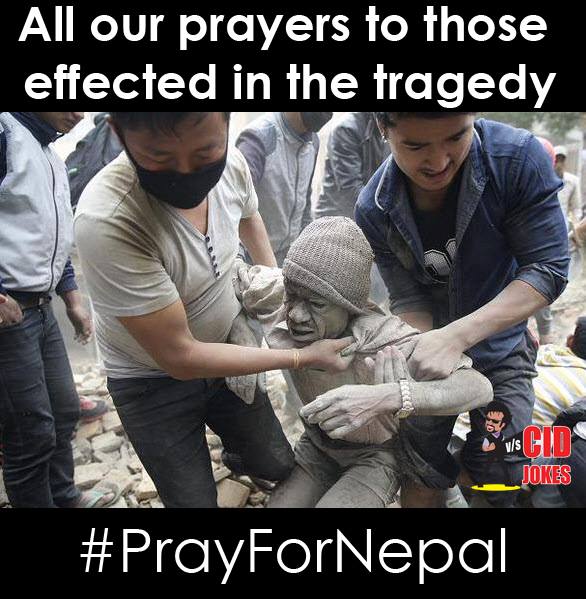 All our prayers to those
effected in the tragedy
V/s CID
JOKES
#PrayForNepal